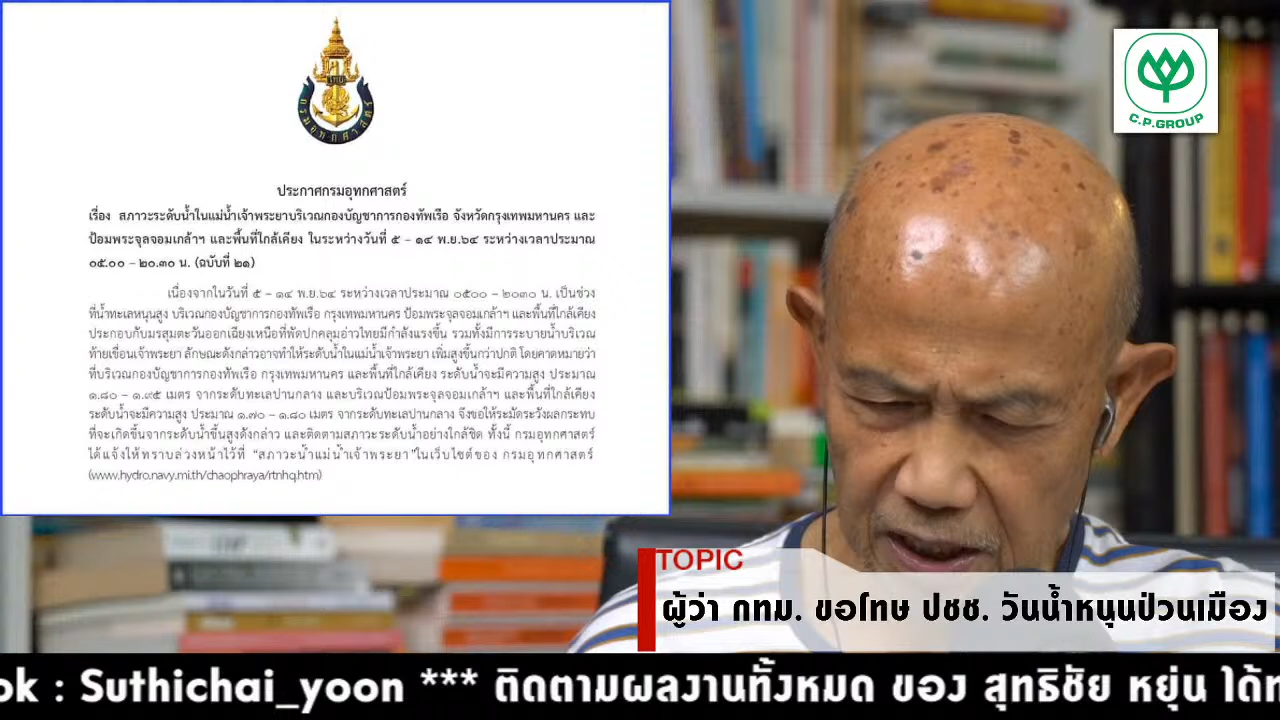 กรมอุทกศาสตร์
ประกาศกรมอุทกศาสตร์
เรื่อง สภาวะระดับน้ำในแม่น้ำเจ้าพระยาบริเวณกองบัญชาการกองทัพเรือ จังหวัดกรุงเทพมหานคร และ
ป้อมพระจุลจอมเกล้าฯ และพื้นที่ใกล้เคียง ในระหว่างวันที่ ๕ – ๑๔ พ.ย.๖๔ ระหว่างเวลาประมาณ
๐๕.๐๐ – ๒๐.๓๐ น. (ฉบับที่ ๒๑)
เนื่องจากในวันที่ ๕ – ๑๔ พ.ย.๖๔ ระหว่างเวลาประมาณ ๐๕๐๐ – ๒๐๓๐ น. เป็นช่วง
ที่น้ำทะเลหนุนสูง บริเวณกองบัญชาการกองทัพเรือ กรุงเทพมหานคร ป้อมพระจุลจอมเกล้าฯ และพื้นที่ใกล้เคียง
ประกอบกับมรสุมตะวันออกเฉียงเหนือที่พัดปกคลุมอ่าวไทยมีกำลังแรงขึ้น รวมทั้งมีการระบายน้ำบริเวณ
ท้ายเขื่อนเจ้าพระยา ลักษณะดังกล่าวอาจทำให้ระดับน้ำในแม่น้ำเจ้าพระยา เพิ่มสูงขึ้นกว่าปกติ โดยคาดหมายว่า
ที่บริเวณกองบัญชาการกองทัพเรือ กรุงเทพมหานคร และพื้นที่ใกล้เคียง ระดับน้ำจะมีความสูง ประมาณ
๑.๘๐ – ๑.๙๕ เมตร จากระดับทะเลปานกลาง และบริเวณป้อมพระจุลจอมเกล้าฯ และพื้นที่ใกล้เคียง
ระดับน้ำจะมีความสูง ประมาณ ๑.๗๐ – ๑.๘๐ เมตร จากระดับทะเลปานกลาง จึงขอให้ระมัดระวังผลกระทบ
ที่จะเกิดขึ้นจากระดับน้ำขึ้นสูงดังกล่าว และติดตามสภาวะระดับน้ำอย่างใกล้ชิด ทั้งนี้ กรมอุทกศาสตร์
ได้แจ้งให้ทราบล่วงหน้าไว้ที่ "สภาวะน้ำแม่น้ำเจ้าพระยา"ในเว็บไซต์ของ กรมอุทกศาสตร์
(www.hydro.navy.mi.th/chaophraya/rtnhq.htm)
C.P.GROUP
TOPIC
ผู้ว่า กทม. ขอโทษ ปชช. วันน้ำหนุนป่วนเมือง
ok : Suthichai_yoon *** ติดตามผลงานทั้งหมด ของ สุทธิชัย หยุ่น ได้ท